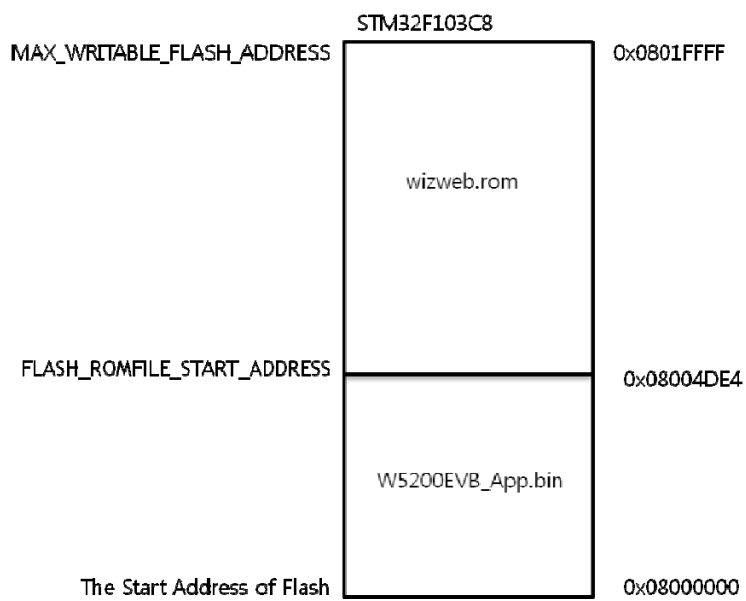 STM32F103C8
MAX_WRITABLE_FLASH_ADDRESS 0x0801FFFF
wizweb.rom
FLASH_ROMFILE_START_ADDRESS 0x08004DE4
W5200EVB_App.bin
The Start Address of Flash 0x08000000